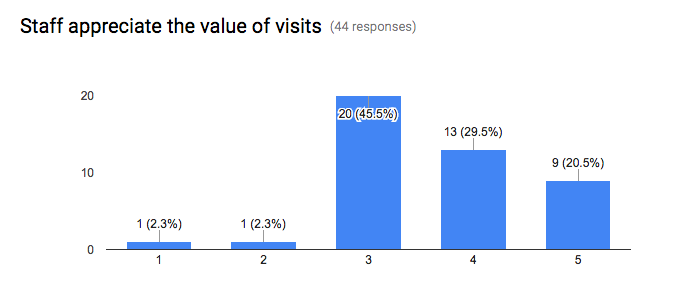 Staff appreciate the value of visits (44 responses)
20
20 (45.5%)
13 (29.5%)
9 (20.5%)
10
1 (2.3%) 1 (2.3%)
0
1 2 3 4 5